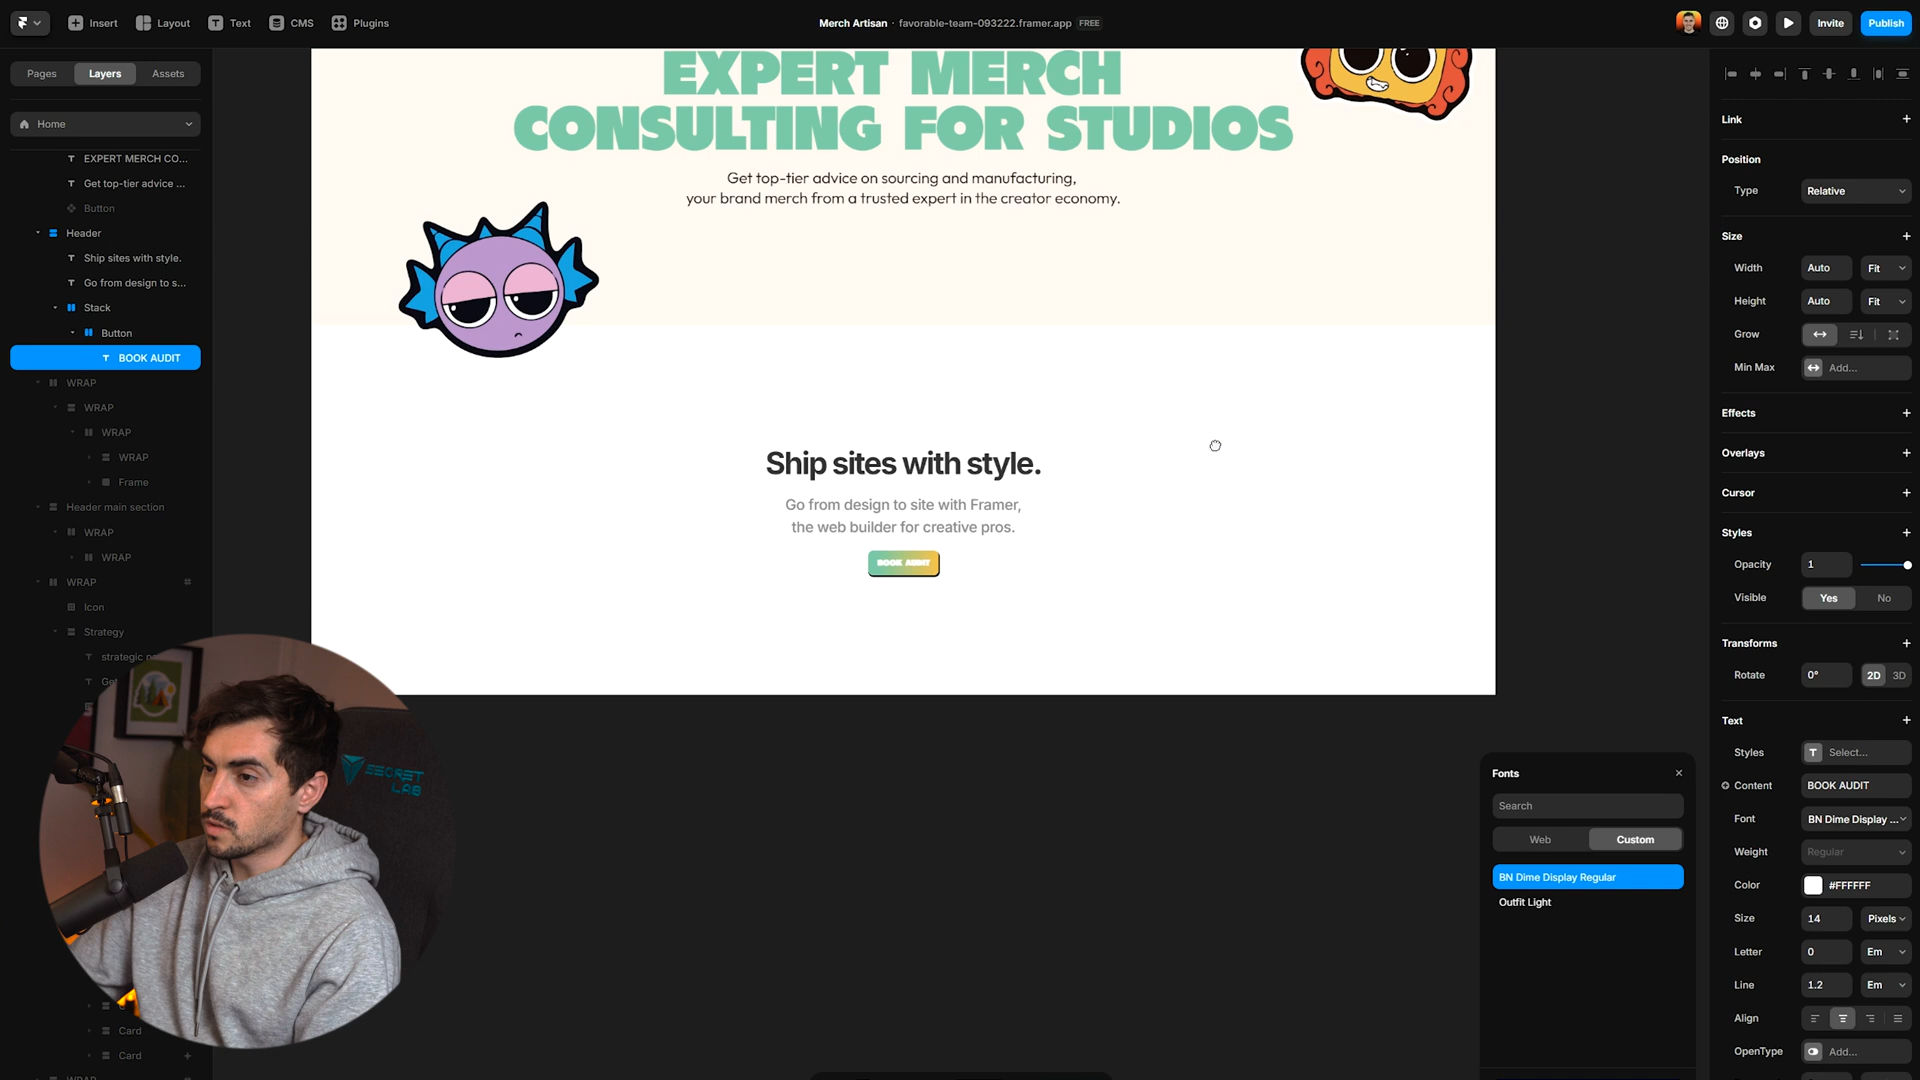 Insert
Layout
Text
CMS
Plugins
Merch Artisan · favorable-team-093222.framer.app FREE
Invite
Publish
Pages
Layers
Assets
Home
EXPERT MERCH CO...
Get top-tier advice ...
Button
Header
Ship sites with style.
Go from design to s...
Stack
Button
BOOK AUDIT
WRAP
WRAP
WRAP
WRAP
Frame
Header main section
WRAP
WRAP
WRAP
Icon
Strategy
Card
Card
EXPERT MERCH
CONSULTING FOR STUDIOS
Get top-tier advice on sourcing and manufacturing,
your brand merch from a trusted expert in the creator economy.
Ship sites with style.
Go from design to site with Framer,
the web builder for creative pros.
BOOK AUDIT
SECRET
LAB
Fonts
Search
Web
Custom
BN Dime Display Regular
Outfit Light
Link
Position
Type Relative
Size
Width Auto Fit
Height Auto Fit
Grow
Min Max Add...
Effects
Overlays
Cursor
Styles
Opacity 1
Visible Yes No
Transforms
Rotate 0° 2D 3D
Text
Styles Select...
Content BOOK AUDIT
Font BN Dime Display ...
Weight Regular
Color #FFFFFF
Size 14 Pixels
Letter 0 Em
Line 1.2 Em
Align
OpenType Add...